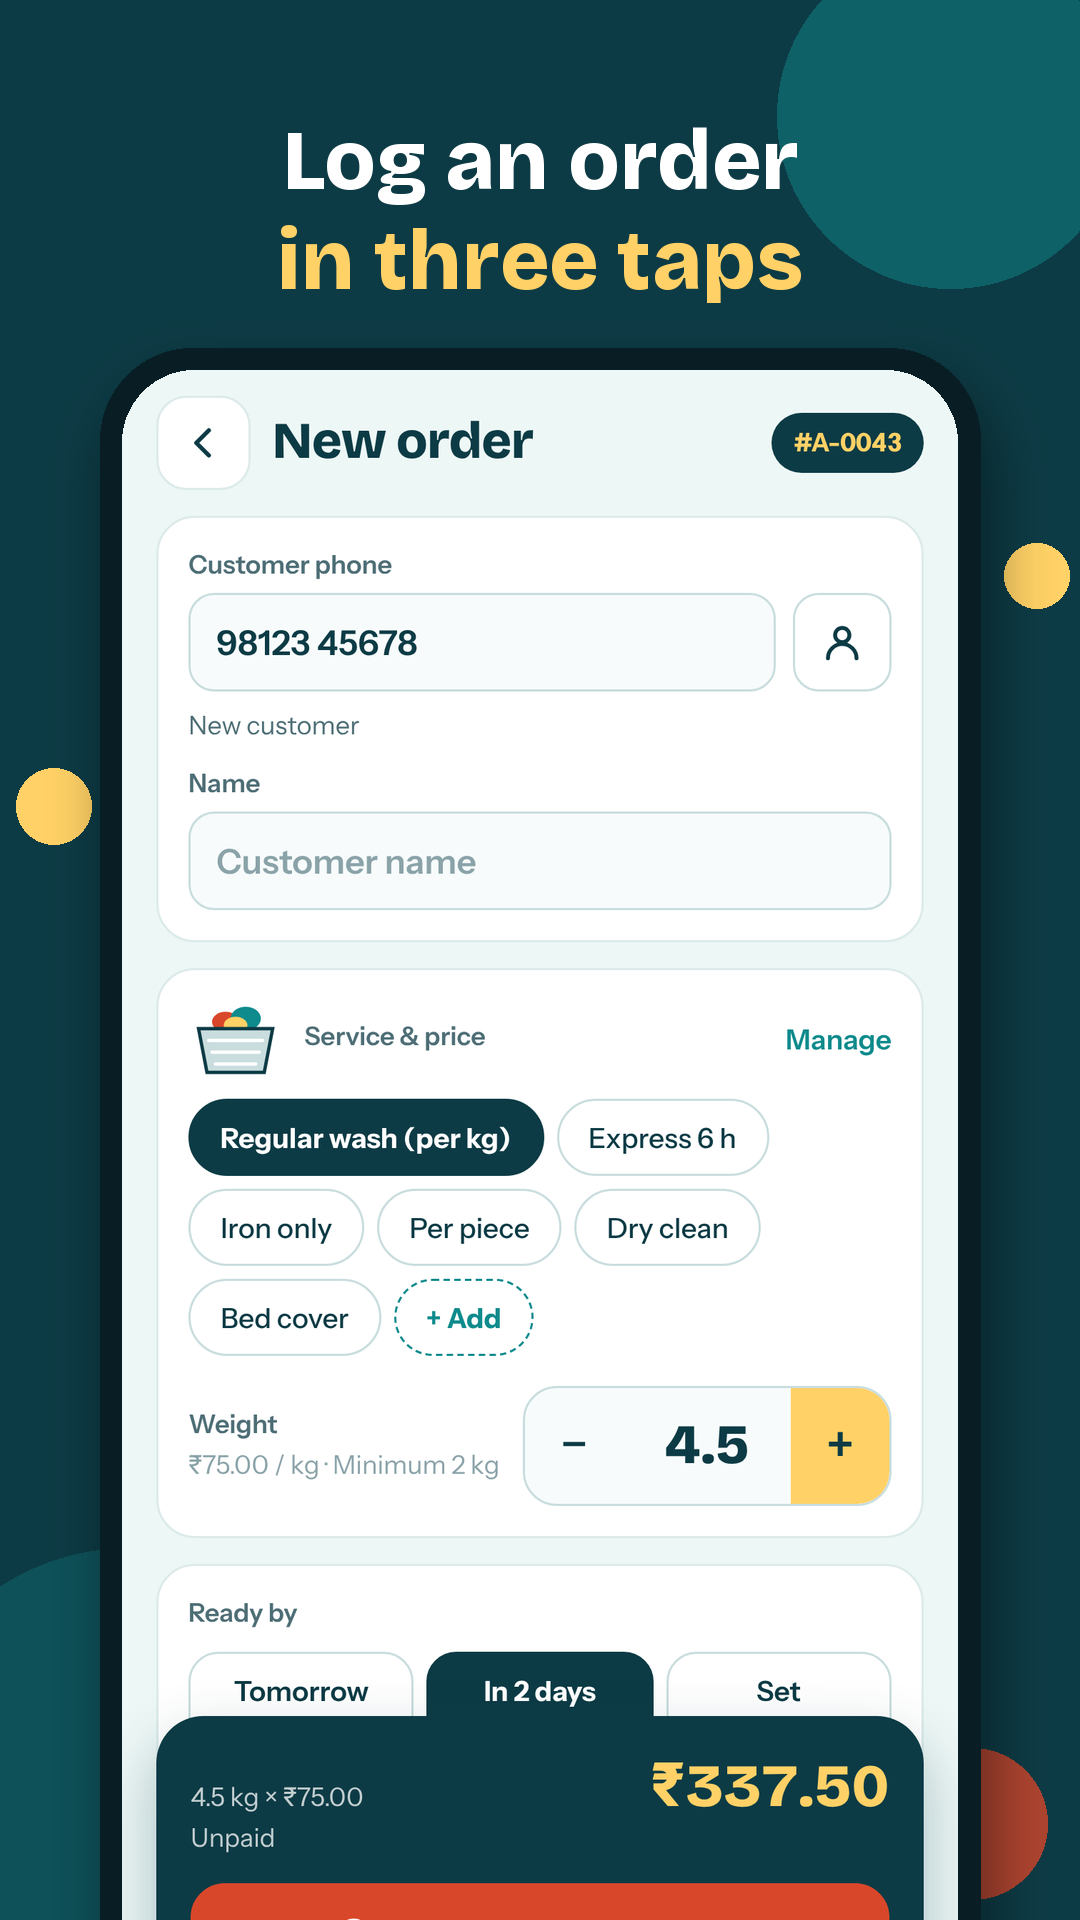 Log an order
in three taps
New order
#A-0043
Customer phone
98123 45678
New customer
Name
Customer name
Service & price
Manage
Regular wash (per kg)
Express 6 h
Iron only
Per piece
Dry clean
Bed cover
+ Add
Weight
₹75.00 / kg · Minimum 2 kg
− 4.5 +
Ready by
Tomorrow
In 2 days
Set
4.5 kg × ₹75.00
₹337.50
Unpaid